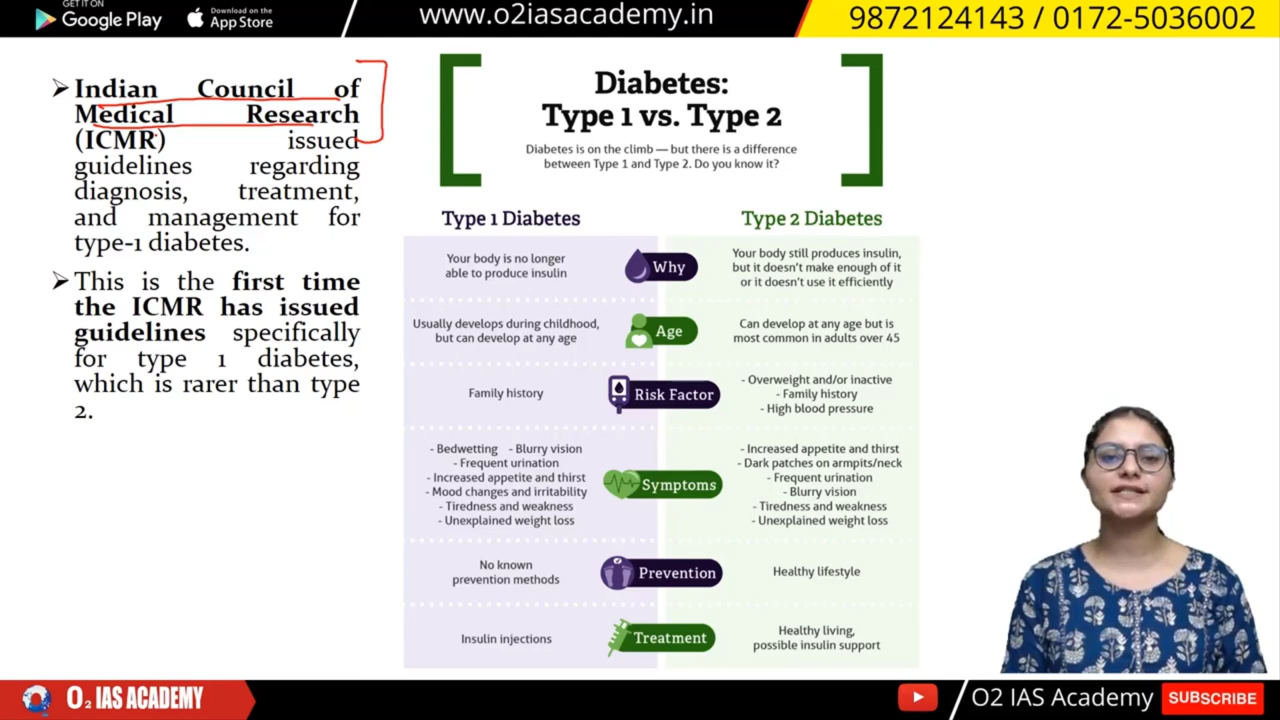 GET IT ON
Google Play
Download on the
App Store
www.o2iasacademy.in
9872124143 / 0172-5036002
Indian Council of
Medical Research
(ICMR) issued
guidelines regarding
diagnosis, treatment,
and management for
type-1 diabetes.
This is the first time
the ICMR has issued
guidelines specifically
for type 1 diabetes,
which is rarer than type
2.
Diabetes:
Type 1 vs. Type 2
Diabetes is on the climb — but there is a difference
between Type 1 and Type 2. Do you know it?
Type 1 Diabetes
Type 2 Diabetes
Your body is no longer
able to produce insulin
Why
Your body still produces insulin,
but it doesn't make enough of it
or it doesn't use it efficiently
Usually develops during childhood,
but can develop at any age
Age
Can develop at any age but is
most common in adults over 45
Family history
Risk Factor
- Overweight and/or inactive
- Family history
- High blood pressure
- Bedwetting - Blurry vision
- Frequent urination
- Increased appetite and thirst
- Mood changes and irritability
- Tiredness and weakness
- Unexplained weight loss
Symptoms
- Increased appetite and thirst
- Dark patches on armpits/neck
- Frequent urination
- Blurry vision
- Tiredness and weakness
- Unexplained weight loss
No known
prevention methods
Prevention
Healthy lifestyle
Insulin injections
Treatment
Healthy living,
possible insulin support
O2 IAS ACADEMY
O2 IAS Academy
SUBSCRIBE